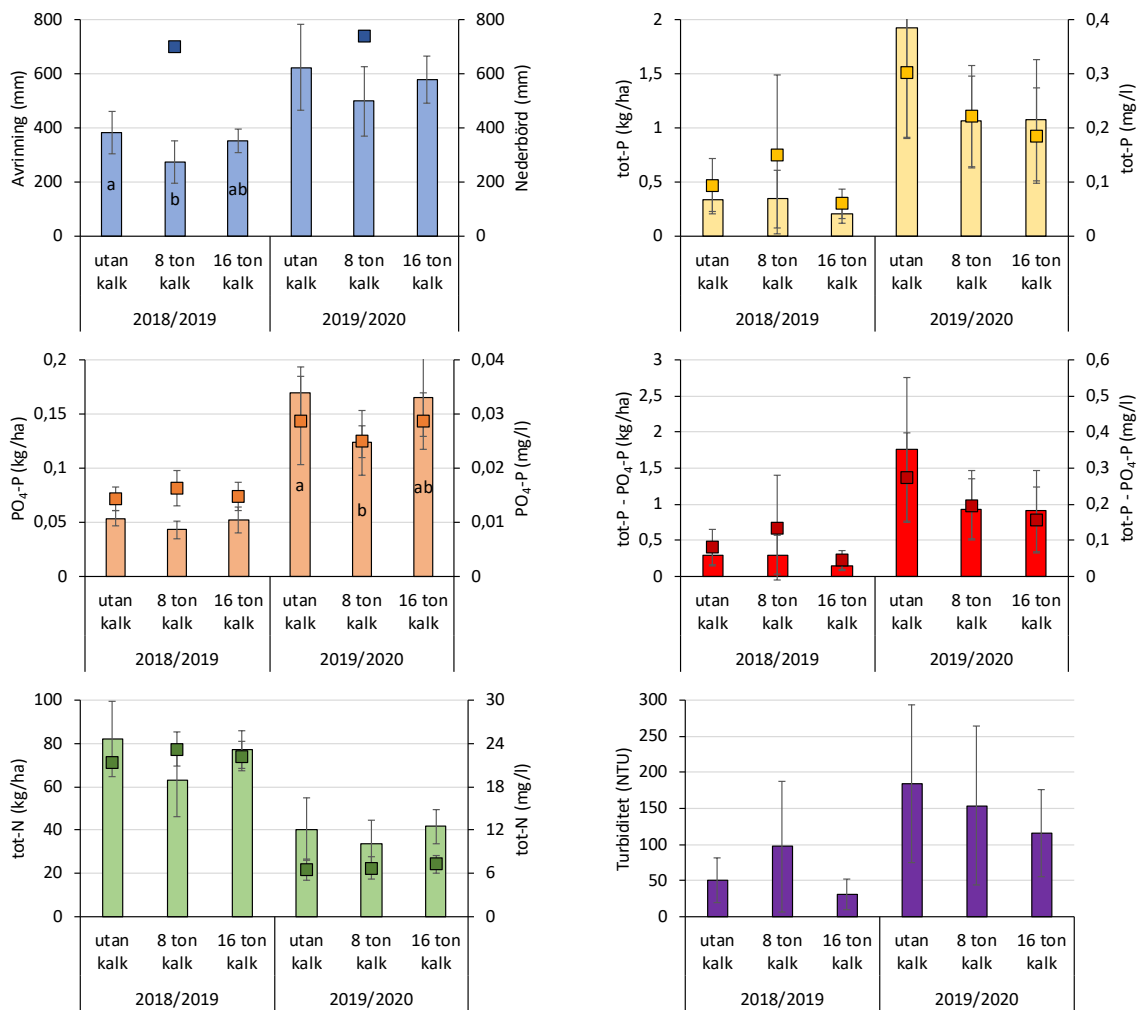 Avrinning (mm)
800
600
400
200
0
a
b
ab
800
600
400
200
0
Nederbörd (mm)
utan kalk
8 ton kalk
16 ton kalk
utan kalk
8 ton kalk
16 ton kalk
2018/2019
2019/2020
tot-P (kg/ha)
2
1,5
1
0,5
0
0,4
0,3
0,2
0,1
0
tot-P (mg/l)
utan kalk
8 ton kalk
16 ton kalk
utan kalk
8 ton kalk
16 ton kalk
2018/2019
2019/2020
PO₄-P (kg/ha)
0,2
0,15
0,1
0,05
0
a
b
ab
0,04
0,03
0,02
0,010
0,000
PO₄-P (mg/l)
utan kalk
8 ton kalk
16 ton kalk
utan kalk
8 ton kalk
16 ton kalk
2018/2019
2019/2020
tot-P - PO₄-P (kg/ha)
3
2,5
2
1,5
1
0,5
0
0,6
0,5
0,4
0,3
0,2
0,1
0,0
tot-P - PO₄-P (mg/l)
utan kalk
8 ton kalk
16 ton kalk
utan kalk
8 ton kalk
16 ton kalk
2018/2019
2019/2020
tot-N (kg/ha)
100
80
60
40
20
0
30
24
18
12
6
0
tot-N (mg/l)
utan kalk
8 ton kalk
16 ton kalk
utan kalk
8 ton kalk
16 ton kalk
2018/2019
2019/2020
Turbiditet (NTU)
300
250
200
150
100
50
0
utan kalk
8 ton kalk
16 ton kalk
utan kalk
8 ton kalk
16 ton kalk
2018/2019
2019/2020